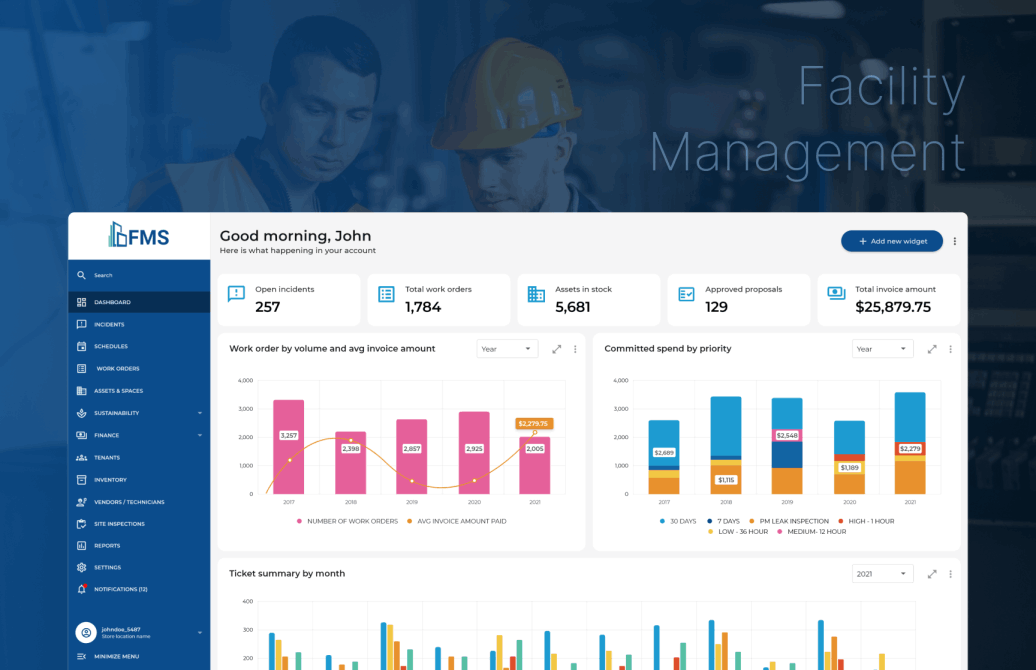 Facility
Management
FMS
Good morning, John
Here is what happening in your account
+ Add new widget
Search
DASHBOARD
INCIDENTS
SCHEDULES
WORK ORDERS
ASSETS & SPACES
SUSTAINABILITY
FINANCE
TENANTS
INVENTORY
VENDORS / TECHNICIANS
SITE INSPECTIONS
REPORTS
SETTINGS
NOTIFICATIONS (12)
johndoe_5487
Store location name
MINIMIZE MENU
Open incidents
257
Total work orders
1,784
Assets in stock
5,681
Approved proposals
129
Total invoice amount
$25,879.75
Work order by volume and avg invoice amount
Year
4,000
3,000
2,000
1,000
0
3,257
2,398
2,857
2,925
$2,279.75
2,005
2017
2018
2019
2020
2021
NUMBER OF WORK ORDERS
AVG INVOICE AMOUNT PAID
Committed spend by priority
Year
4,000
3,000
2,000
1,000
0
$2,689
$1,115
$2,548
$1,189
$2,279
2017
2018
2019
2020
2021
30 DAYS
7 DAYS
PM LEAK INSPECTION
HIGH - 1 HOUR
LOW - 36 HOUR
MEDIUM- 12 HOUR
Ticket summary by month
2021
400
300
200